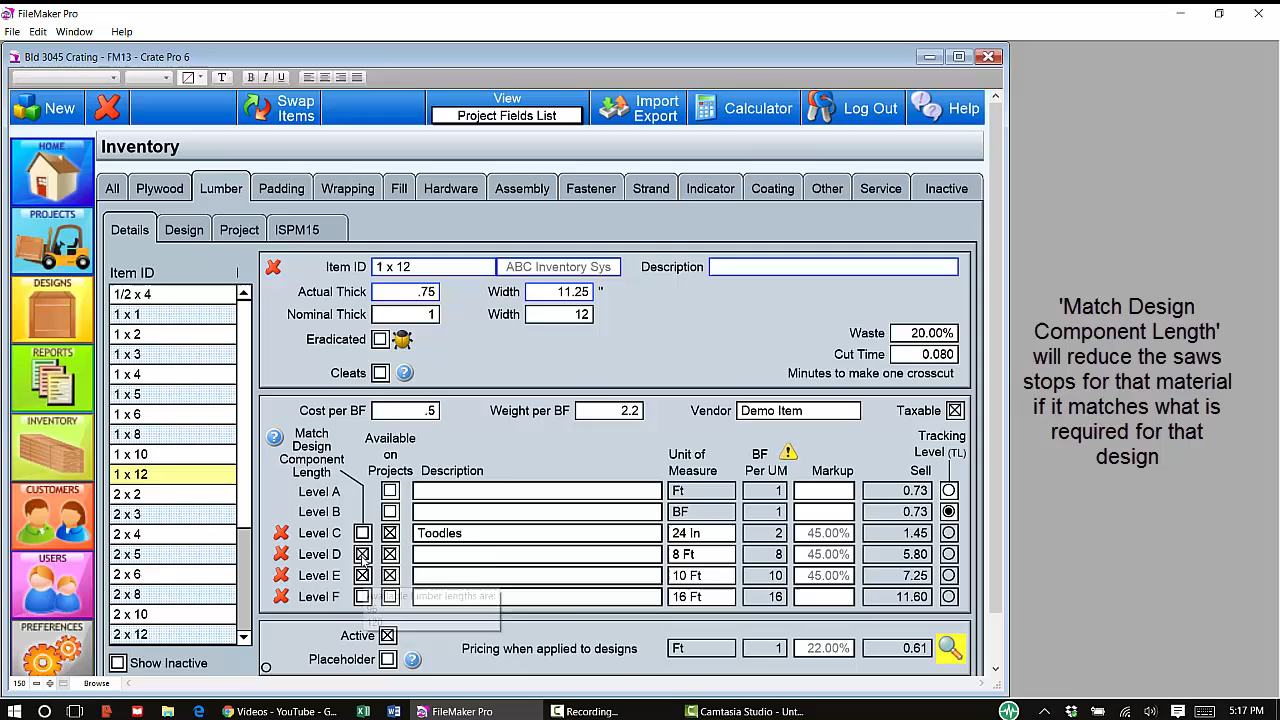 FileMaker Pro
File Edit Window Help
Bld 3045 Crating - FM13 - Crate Pro 6
B I U
New
Swap Items
View
Project Fields List
Import Export
Calculator
Log Out
Help
Inventory
All Plywood Lumber Padding Wrapping Fill Hardware Assembly Fastener Strand Indicator Coating Other Service Inactive
Details Design Project ISPM15
HOME
PROJECTS
DESIGNS
REPORTS
INVENTORY
CUSTOMERS
USERS
PREFERENCES
Item ID
1/2 x 4
1 x 1
1 x 2
1 x 3
1 x 4
1 x 5
1 x 6
1 x 8
1 x 10
1 x 12
2 x 2
2 x 3
2 x 4
2 x 5
2 x 6
2 x 8
2 x 10
2 x 12
Show Inactive
Item ID 1 x 12 ABC Inventory Sys Description
Actual Thick .75 Width 11.25 "
Nominal Thick 1 Width 12
Eradicated
Waste 20.00%
Cut Time 0.080
Cleats
Minutes to make one crosscut
Cost per BF .5 Weight per BF 2.2 Vendor Demo Item Taxable
Match Design Component Length
Available on Projects
Description
Unit of Measure
BF Per UM
Markup
Tracking Level (TL)
Sell
Level A Ft 1 0.73
Level B BF 1 0.73
Level C Toodles 24 In 2 45.00% 1.45
Level D 8 Ft 8 45.00% 5.80
Level E 10 Ft 10 45.00% 7.25
Level F 16 Ft 16 11.60
Available lumber lengths are:
96
120
Active
Placeholder
Pricing when applied to designs Ft 1 22.00% 0.61
150 Browse
'Match Design
Component Length'
will reduce the saws
stops for that material
if it matches what is
required for that
design
Videos - YouTube - G...
FileMaker Pro
Recording...
Camtasia Studio - Unt...
5:17 PM